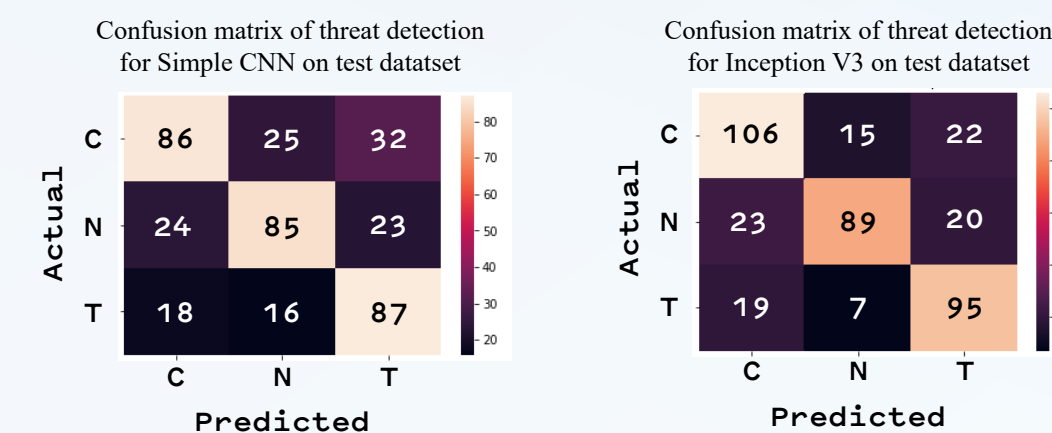 Confusion matrix of threat detection
for Simple CNN on test datatset
C
86
25
32
80
70
60
50
40
30
20
Actual
N
24
85
23
T
18
16
87
C
N
T
Predicted
Confusion matrix of threat detection
for Inception V3 on test datatset
C
106
15
22
Actual
N
23
89
20
T
19
7
95
C
N
T
Predicted